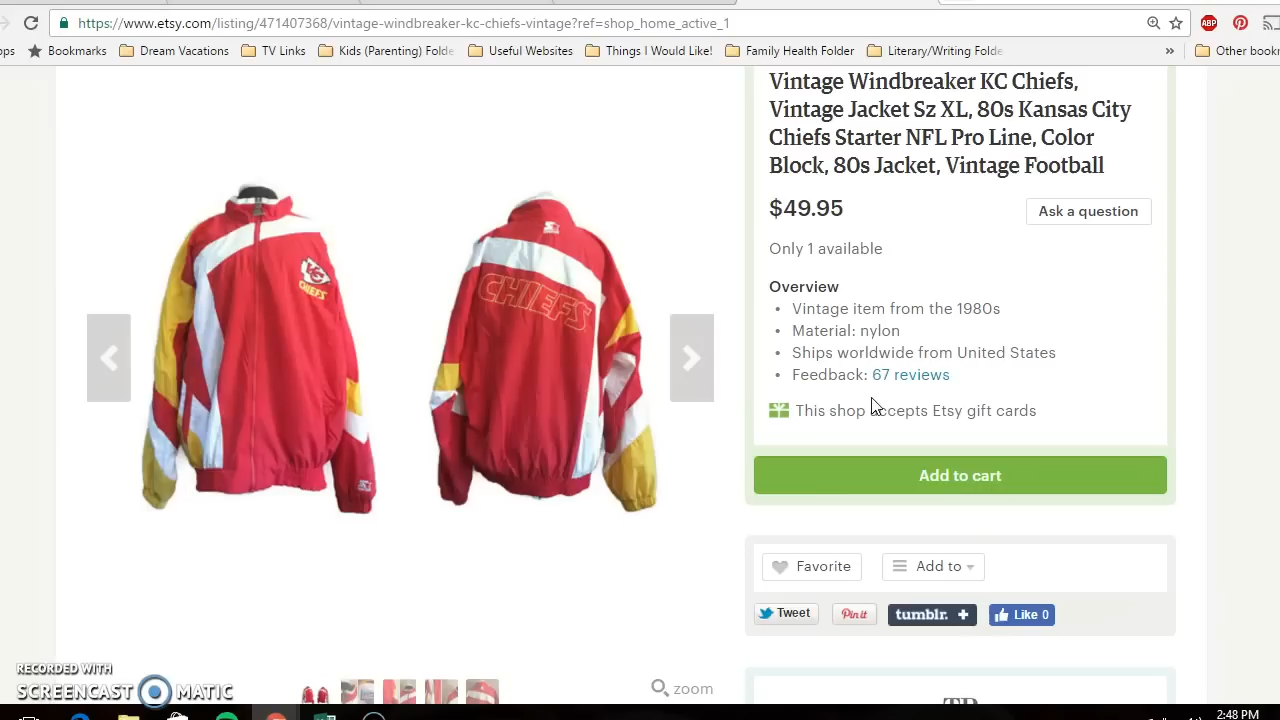 https://www.etsy.com/listing/471407368/vintage-windbreaker-kc-chiefs-vintage?ref=shop_home_active_1
ABP
Bookmarks Dream Vacations TV Links Kids (Parenting) Folde Useful Websites Things I Would Like! Family Health Folder Literary/Writing Folde » Other book
Vintage Windbreaker KC Chiefs,
Vintage Jacket Sz XL, 80s Kansas City
Chiefs Starter NFL Pro Line, Color
Block, 80s Jacket, Vintage Football
$49.95
Ask a question
Only 1 available
Overview
• Vintage item from the 1980s
• Material: nylon
• Ships worldwide from United States
• Feedback: 67 reviews
This shop accepts Etsy gift cards
Add to cart
KC
CHIEFS
CHIEFS
Favorite
Add to
Tweet
Pin it
tumblr. +
Like 0
zoom
RECORDED WITH
SCREENCAST MATIC
2:48 PM